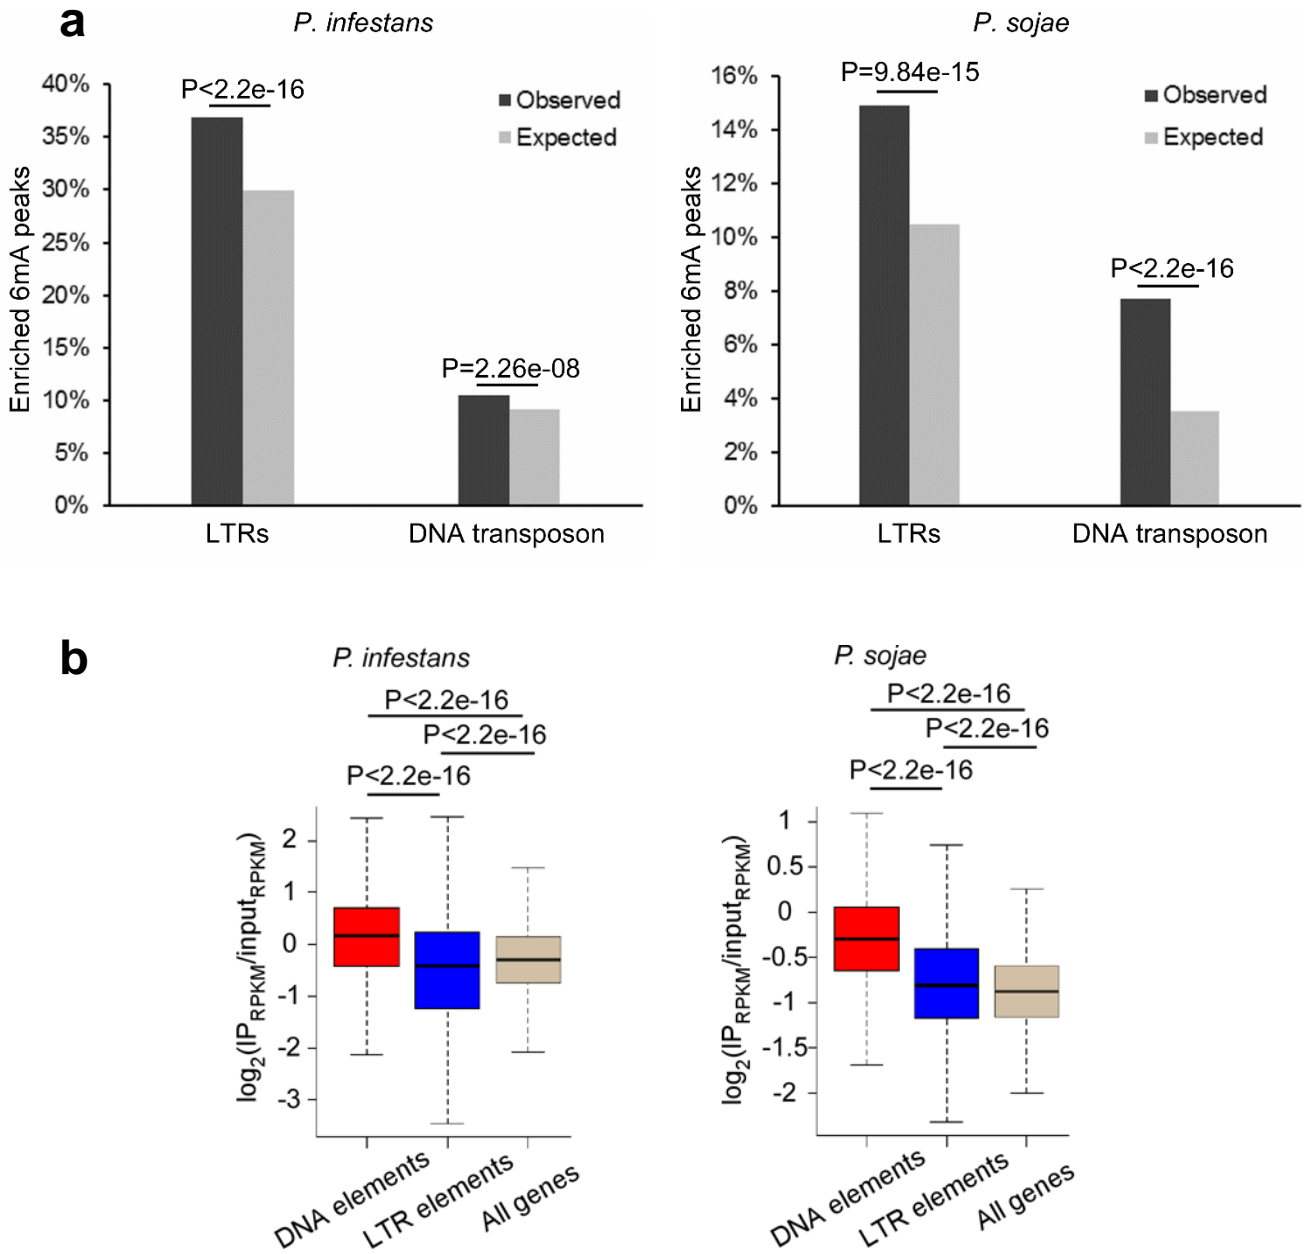 a
P. infestans
P<2.2e-16
P=2.26e-08
Observed
Expected
Enriched 6mA peaks
40%
35%
30%
25%
20%
15%
10%
5%
0%
LTRs
DNA transposon
P. sojae
P=9.84e-15
P<2.2e-16
Observed
Expected
Enriched 6mA peaks
16%
14%
12%
10%
8%
6%
4%
2%
0%
LTRs
DNA transposon
b
P. infestans
P<2.2e-16
P<2.2e-16
P<2.2e-16
log2(IPRPKM/inputRPKM)
2
1
0
-1
-2
-3
DNA elements
LTR elements
All genes
P. sojae
P<2.2e-16
P<2.2e-16
P<2.2e-16
log2(IPRPKM/inputRPKM)
1
0.5
0
-0.5
-1
-1.5
-2
DNA elements
LTR elements
All genes